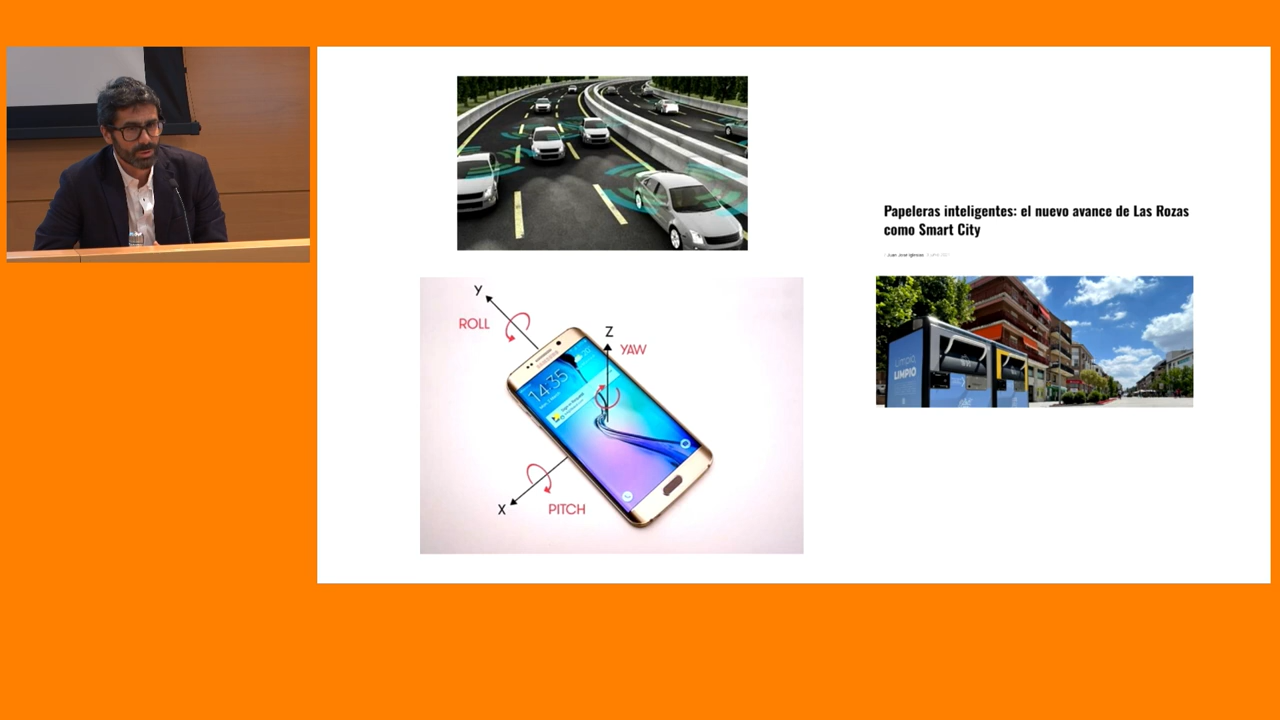 Papeleras inteligentes: el nuevo avance de Las Rozas
como Smart City
LIMPIO
Y
ROLL
Z
YAW
14:35
X
PITCH